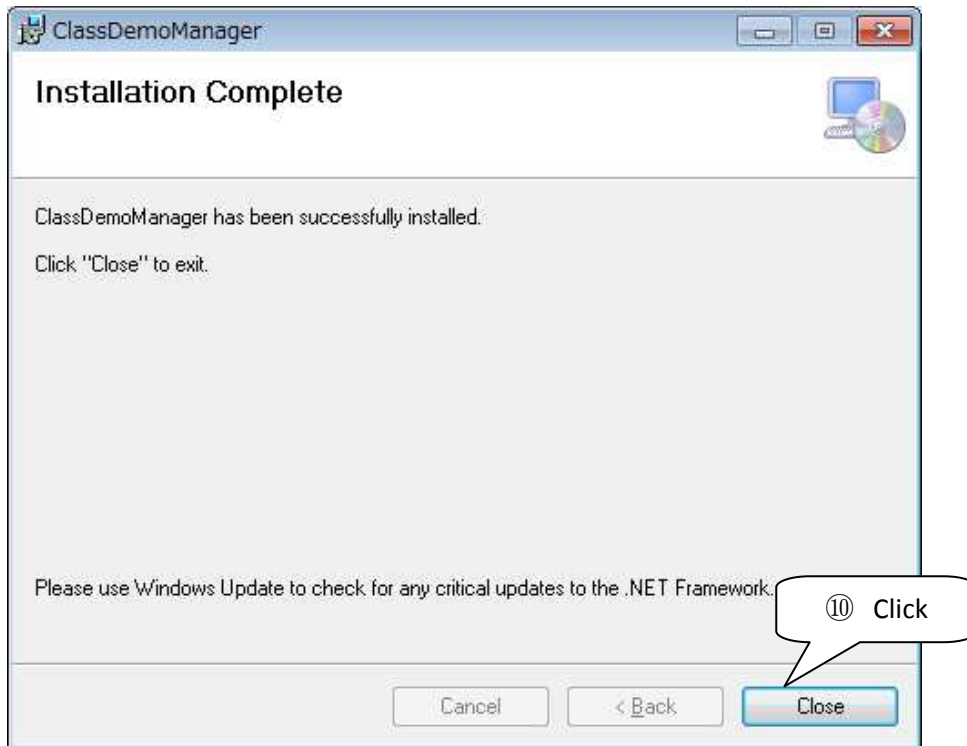 ClassDemoManager
Installation Complete
ClassDemoManager has been successfully installed.
Click "Close" to exit.
Please use Windows Update to check for any critical updates to the .NET Framework.
⑩ Click
Cancel
< Back
Close